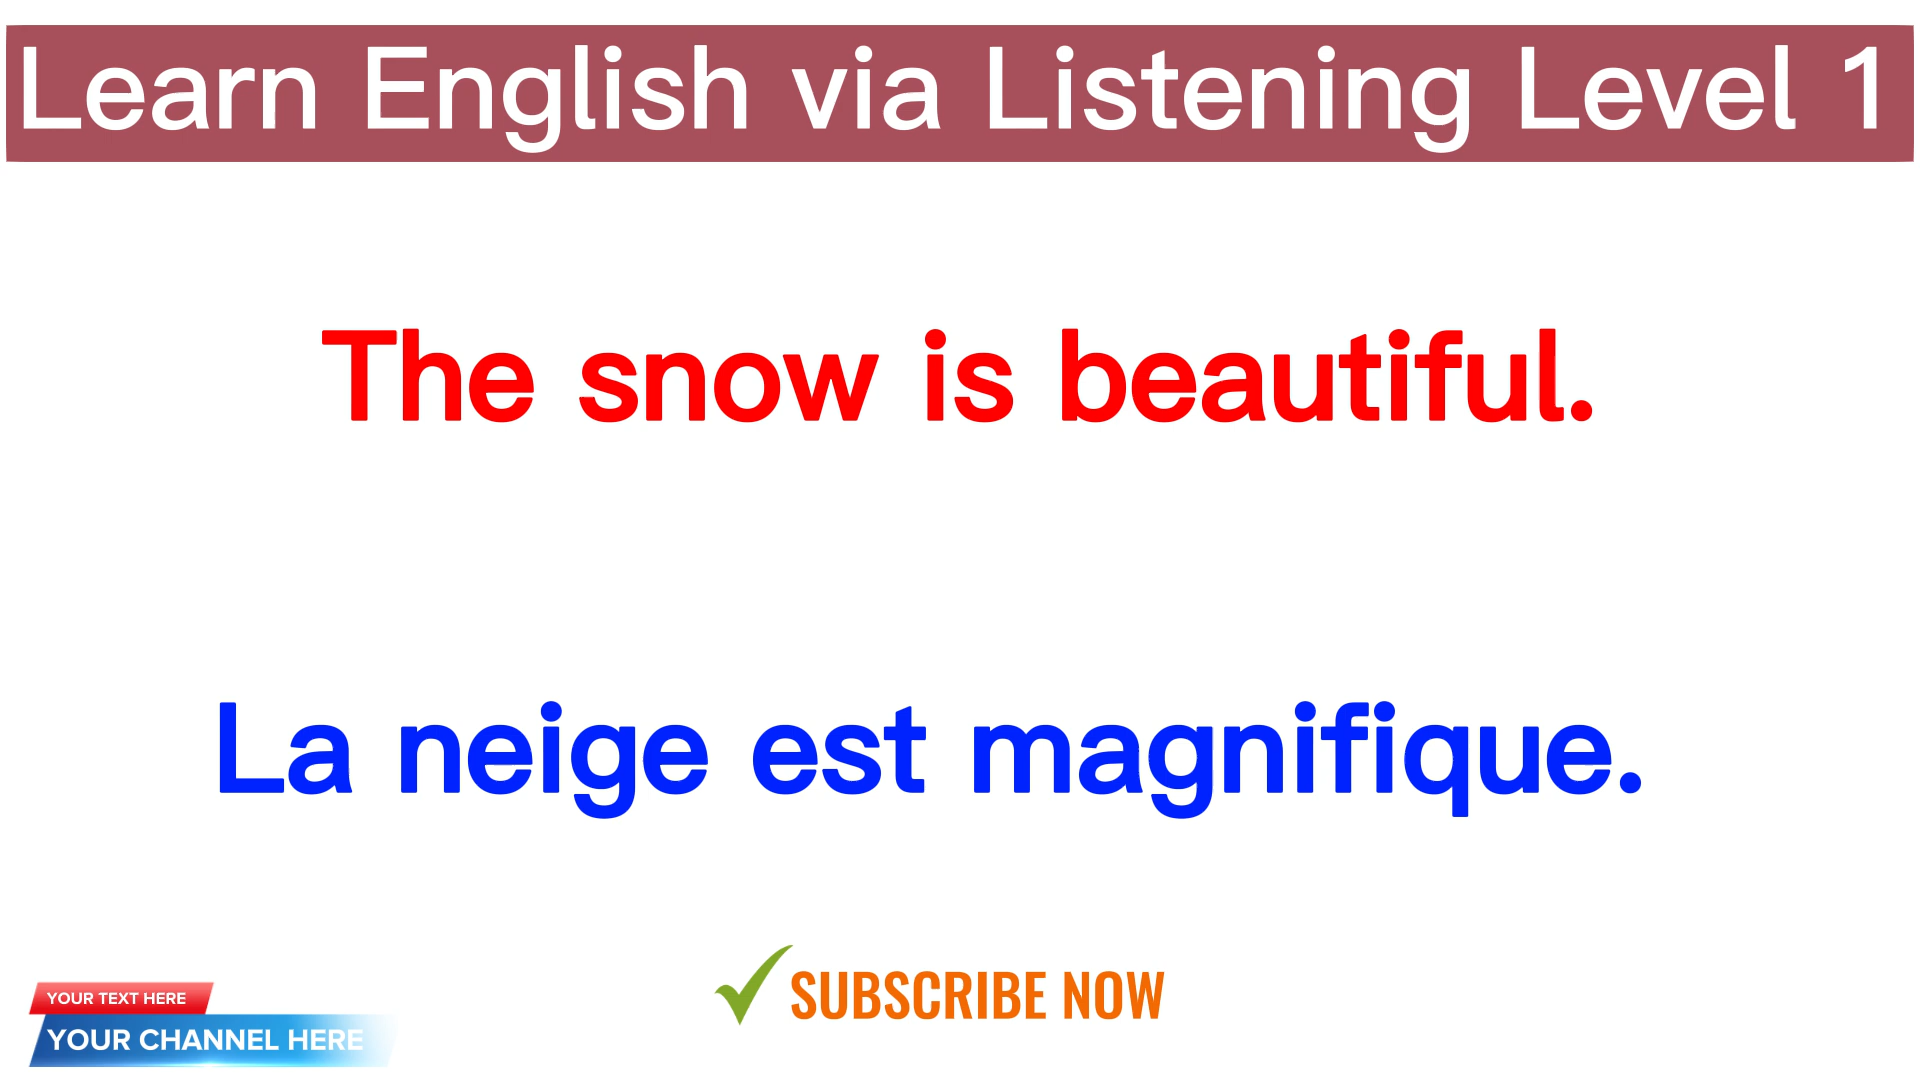 Learn English via Listening Level 1
The snow is beautiful.
La neige est magnifique.
SUBSCRIBE NOW
YOUR TEXT HERE
YOUR CHANNEL HERE